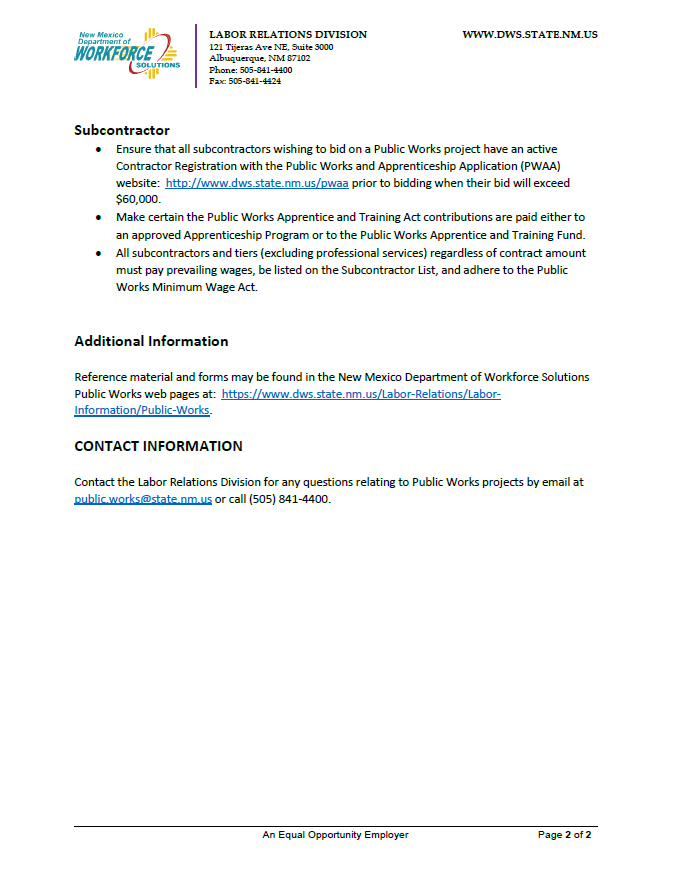 New Mexico
Department of
WORKFORCE
SOLUTIONS
LABOR RELATIONS DIVISION
121 Tijeras Ave NE, Suite 3000
Albuquerque, NM 87102
Phone: 505-841-4400
Fax: 505-841-4424
WWW.DWS.STATE.NM.US
Subcontractor
• Ensure that all subcontractors wishing to bid on a Public Works project have an active
Contractor Registration with the Public Works and Apprenticeship Application (PWAA)
website:  http://www.dws.state.nm.us/pwaa prior to bidding when their bid will exceed
$60,000.
• Make certain the Public Works Apprentice and Training Act contributions are paid either to
an approved Apprenticeship Program or to the Public Works Apprentice and Training Fund.
• All subcontractors and tiers (excluding professional services) regardless of contract amount
must pay prevailing wages, be listed on the Subcontractor List, and adhere to the Public
Works Minimum Wage Act.
Additional Information
Reference material and forms may be found in the New Mexico Department of Workforce Solutions
Public Works web pages at:  https://www.dws.state.nm.us/Labor-Relations/Labor-
Information/Public-Works.
CONTACT INFORMATION
Contact the Labor Relations Division for any questions relating to Public Works projects by email at
public.works@state.nm.us or call (505) 841-4400.
An Equal Opportunity Employer
Page 2 of 2